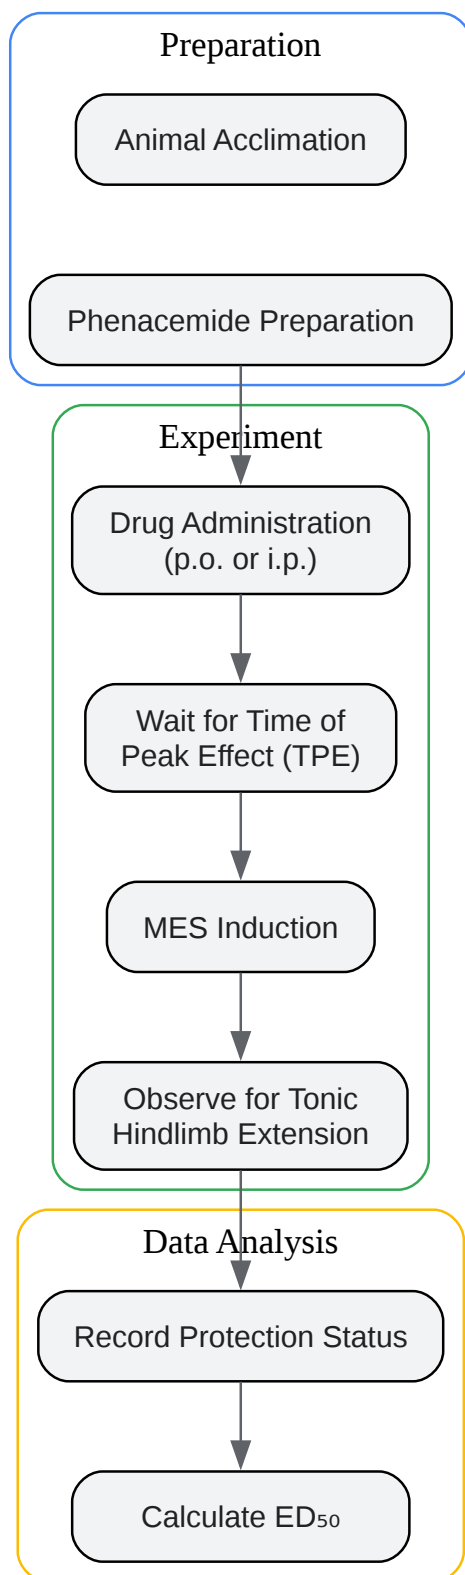 Preparation
Animal Acclimation
Phenacemide Preparation
Experiment
Drug Administration
(p.o. or i.p.)
Wait for Time of
Peak Effect (TPE)
MES Induction
Observe for Tonic
Hindlimb Extension
Data Analysis
Record Protection Status
Calculate ED₅₀